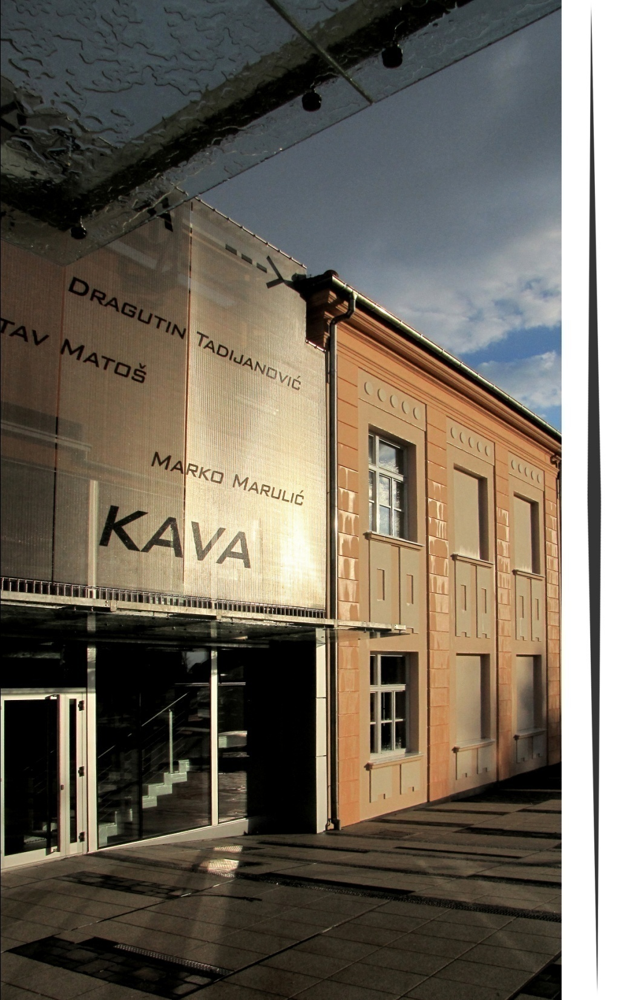 --->
DRAGUTIN TADIJANOVIĆ
TAV MATOŠ
MARKO MARULIĆ
KAVA